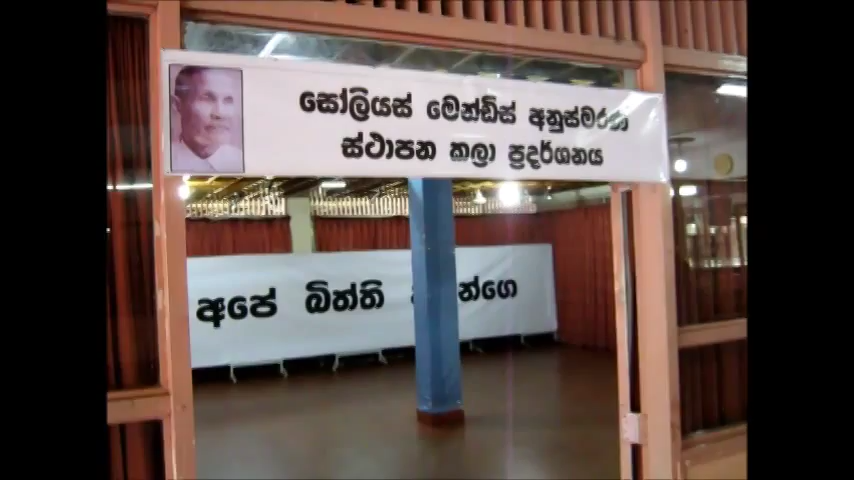 සෝලියස් මෙන්ඩිස් අනුස්මරණ
ස්ථාපන කලා ප්‍රදර්ශනය
අපේ බිත්ති